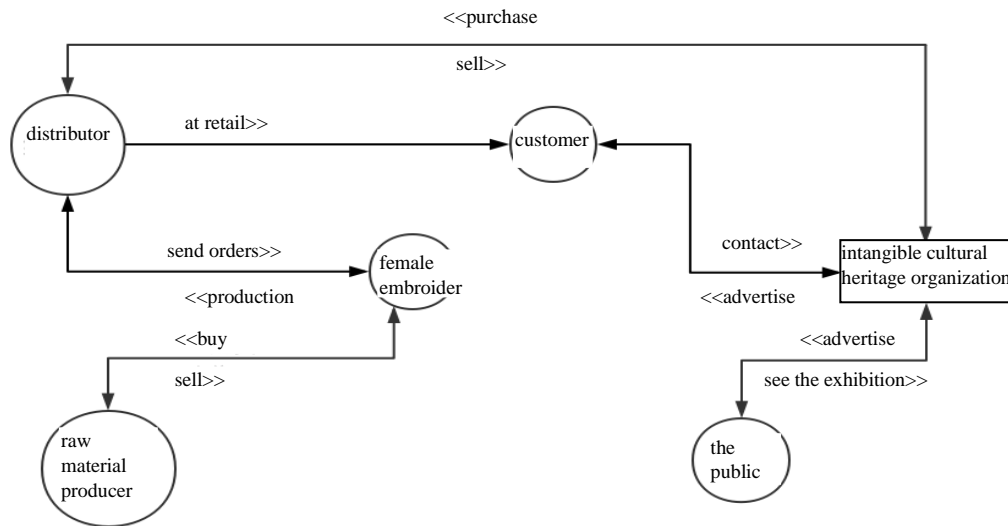 <<purchase
sell>>
distributor
at retail>>
customer
send orders>>
<<production
female
embroider
contact>>
<<advertise
intangible cultural
heritage organization
<<buy
sell>>
<<advertise
see the exhibition>>
raw
material
producer
the
public